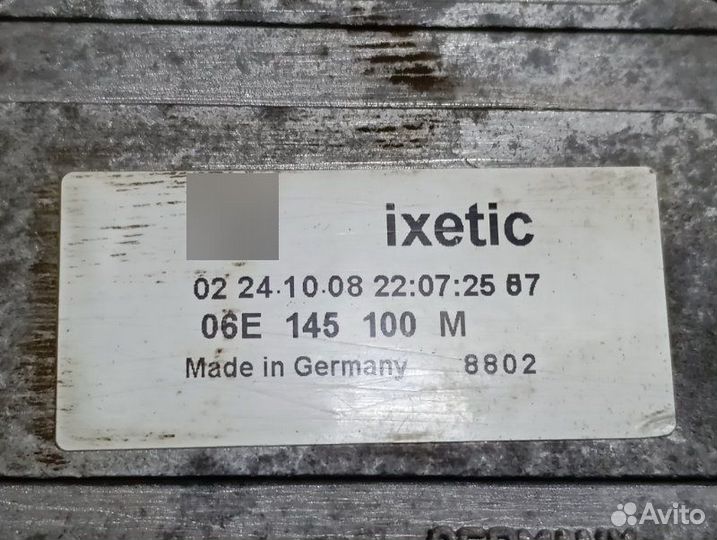 ixetic
02 24.10.08 22:07:25 87
06E 145 100 M
Made in Germany 8802
Avito